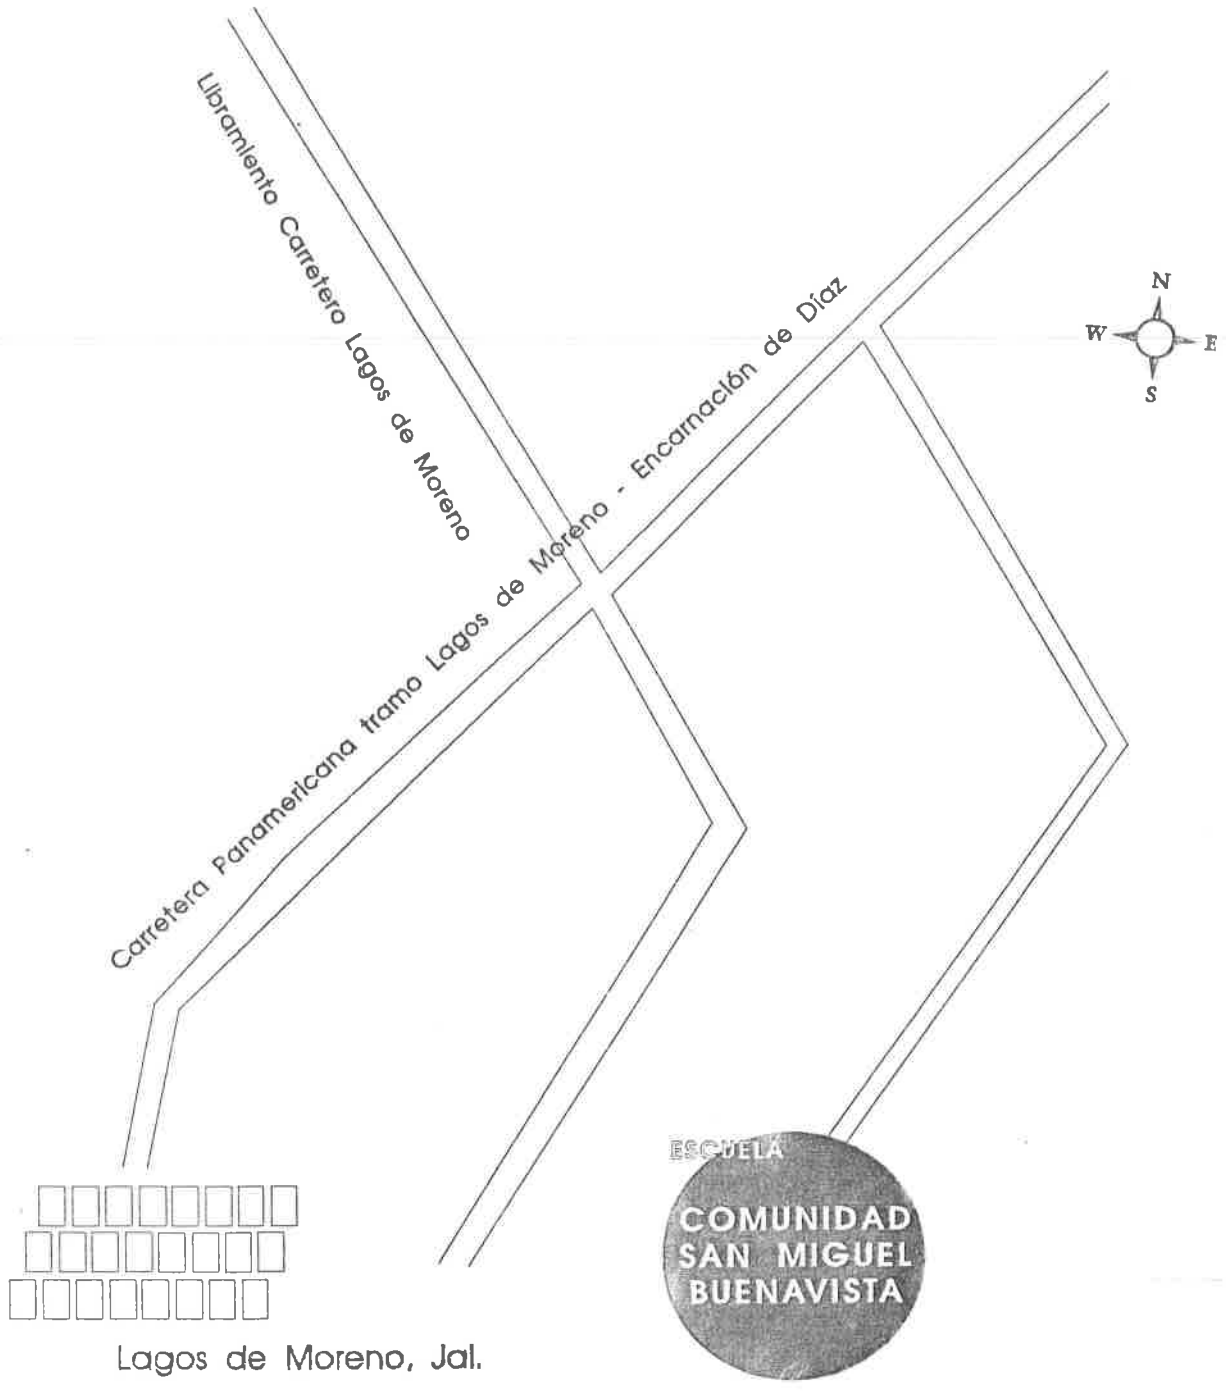 Libramiento Carretero Lagos de Moreno
Carretera Panamericana tramo Lagos de Moreno - Encarnación de Díaz
N
W
E
S
ESCUELA
COMUNIDAD
SAN MIGUEL
BUENAVISTA
Lagos de Moreno, Jal.